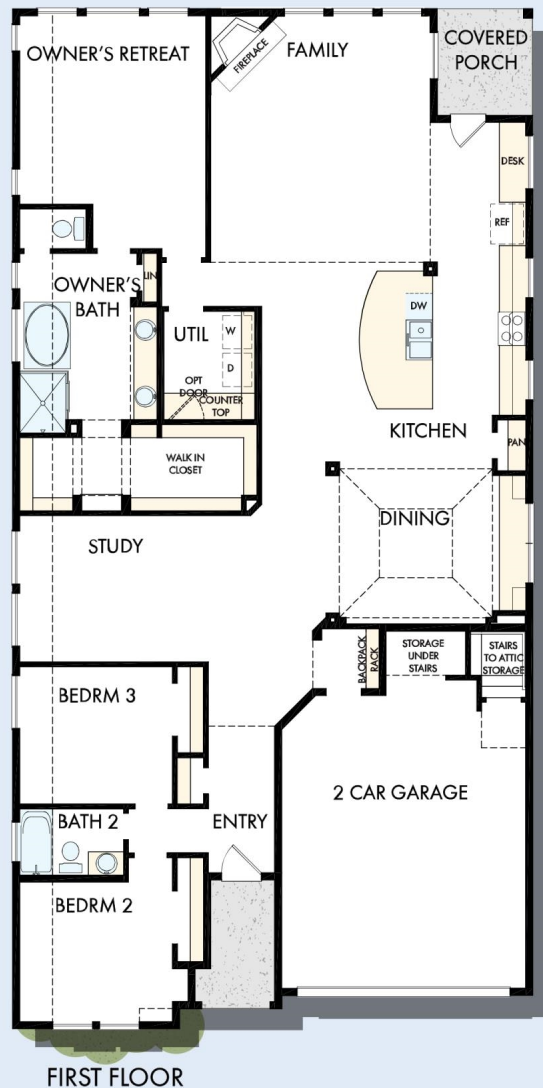 OWNER'S RETREAT
FAMILY
FIREPLACE
COVERED
PORCH
DESK
REF
OWNER'S
BATH
LIN
UTIL
W
D
OPT
DOOR
COUNTER
TOP
DW
KITCHEN
PAN
WALK IN
CLOSET
DINING
STUDY
BACKPACK
RACK
STORAGE
UNDER
STAIRS
STAIRS
TO ATTIC
STORAGE
BEDRM 3
2 CAR GARAGE
BATH 2
ENTRY
BEDRM 2
FIRST FLOOR